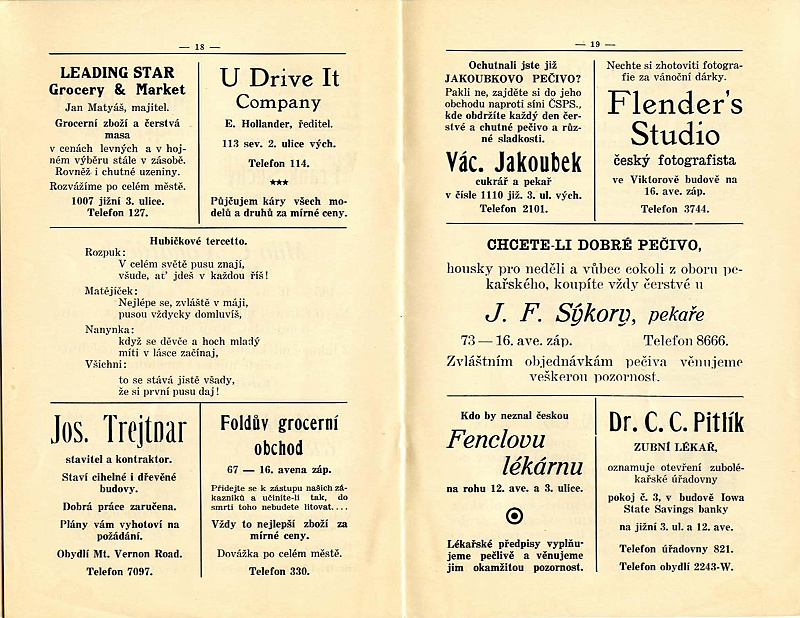 — 18 —
LEADING STAR
Grocery & Market
Jan Matyáš, majitel.
Grocerní zboží a čerstvá
masa
v cenách levných a v hoj-
ném výběru stále v zásobě.
Rovněž i chutné uzeniny.
Rozvážíme po celém městě.
1007 jižní 3. ulice.
Telefon 127.
U Drive It
Company
E. Hollander, ředitel.
113 sev. 2. ulice vých.
Telefon 114.
***
Půjčujem káry všech mo-
delů a druhů za mírné ceny.
Hubičkové tercetto.
Rozpuk:
V celém světě pusu znají,
všude, ať jdeš v každou říš!
Matějíček:
Nejlépe se, zvláště v máji,
pusou vždycky domluvíš,
Nanynka:
když se děvče a hoch mladý
míti v lásce začínaj,
Všichni:
to se stává jistě všady,
že si první pusu daj!
Jos. Trejtnar
stavitel a kontraktor.
Staví cihelné i dřevěné
budovy.
Dobrá práce zaručena.
Plány vám vyhotoví na
požádání.
Obydlí Mt. Vernon Road.
Telefon 7097.
Foldův grocerní
obchod
67 — 16. avena záp.
Přidejte se k zástupu našich zá-
kazníků a učiníte-li tak, do
smrti toho nebudete litovat....
Vždy to nejlepší zboží za
mírné ceny.
Dovážka po celém městě.
Telefon 330.
— 19 —
Ochutnali jste již
JAKOUBKOVO PEČIVO?
Pakli ne, zajděte si do jeho
obchodu naproti síni ČSPS.,
kde obdržíte každý den čer-
stvé a chutné pečivo a růz-
né sladkosti.
Vác. Jakoubek
cukrář a pekař
v čísle 1110 již. 3. ul. vých.
Telefon 2101.
Nechte si zhotoviti fotogra-
fie za vánoční dárky.
Flender's
Studio
český fotografista
ve Viktorově budově na
16. ave. záp.
Telefon 3744.
CHCETE-LI DOBRÉ PEČIVO,
housky pro neděli a vůbec cokoli z oboru pe-
kařského, koupíte vždy čerstvé u
J. F. Sýkory, pekaře
73 — 16. ave. záp. Telefon 8666.
Zvláštním objednávkám pečiva věnujeme
veškerou pozornost.
Kdo by neznal českou
Fenclovu
lékárnu
na rohu 12. ave. a 3. ulice.
Lékařské předpisy vyplňu-
jeme pečlivě a věnujeme
jim okamžitou pozornost.
Dr. C. C. Pitlík
ZUBNÍ LÉKAŘ,
oznamuje otevření zubolé-
kařské úřadovny
pokoj č. 3, v budově Iowa
State Savings banky
na jižní 3. ul. a 12. ave.
Telefon úřadovny 821.
Telefon obydlí 2243-W.